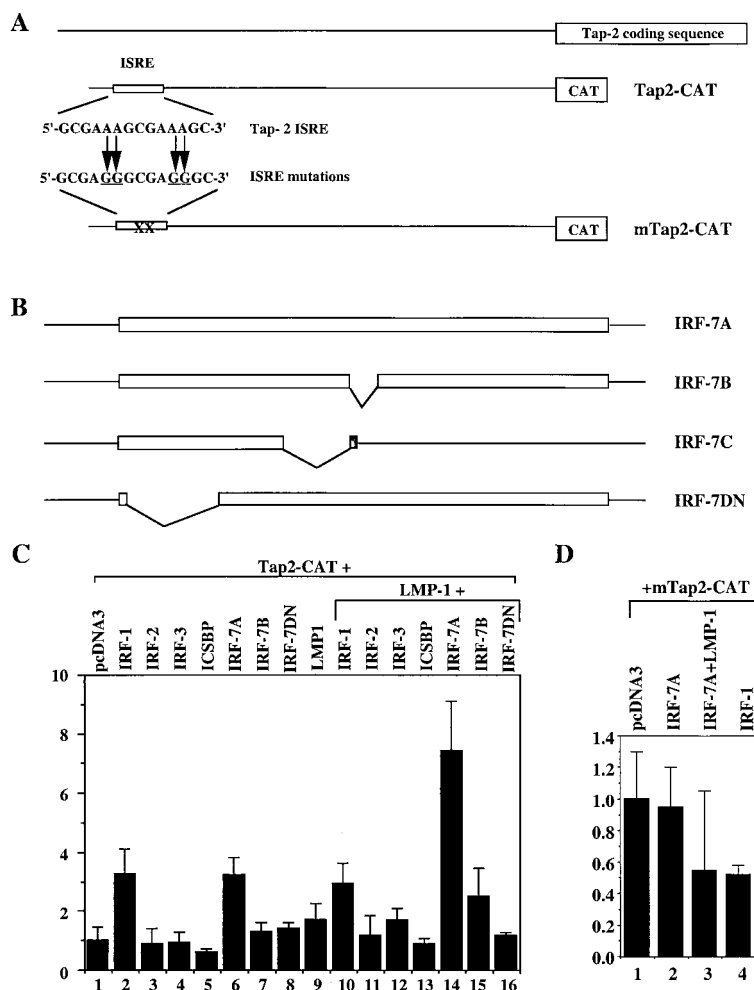 A
Tap-2 coding sequence
ISRE
CAT
Tap2-CAT
5'-GCGAAAGCGAAAGC-3'
Tap- 2 ISRE
5'-GCGAGGGCGAGGGC-3'
ISRE mutations
XX
CAT
mTap2-CAT
B
IRF-7A
IRF-7B
IRF-7C
IRF-7DN
C
Tap2-CAT +
LMP-1 +
pcDNA3
IRF-1
IRF-2
IRF-3
ICSBP
IRF-7A
IRF-7B
IRF-7DN
LMP1
IRF-1
IRF-2
IRF-3
ICSBP
IRF-7A
IRF-7B
IRF-7DN
10
8
6
4
2
0
1 2 3 4 5 6 7 8 9 10 11 12 13 14 15 16
D
+mTap2-CAT
pcDNA3
IRF-7A
IRF-7A+LMP-1
IRF-1
1.4
1.2
1.0
0.8
0.6
0.4
0.2
0.0
1 2 3 4